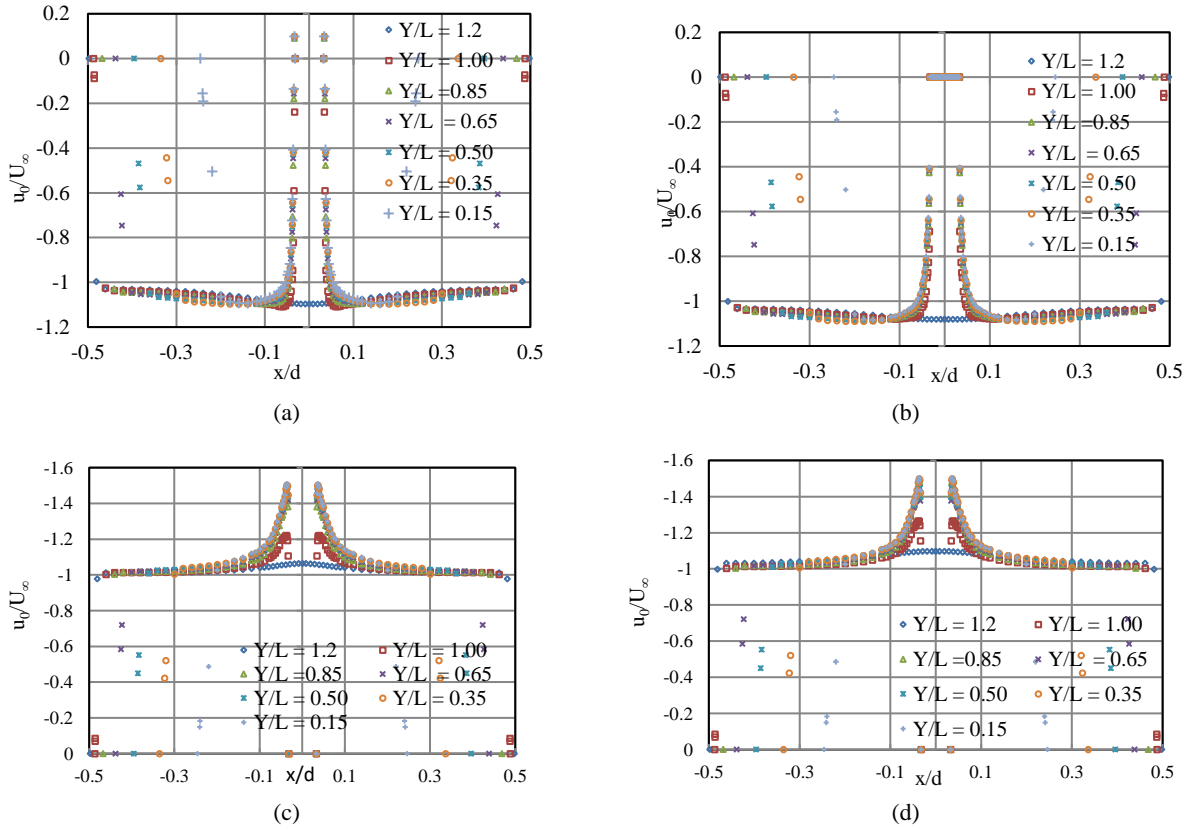 0.2
0
-0.2
-0.4
-0.6
-0.8
-1
-1.2
u0/U∞
-0.5 -0.3 -0.1 0.1 0.3 0.5
x/d
Y/L = 1.2
Y/L = 1.00
Y/L =0.85
Y/L = 0.65
Y/L = 0.50
Y/L = 0.35
Y/L = 0.15
(a)
0.2
0
-0.2
-0.4
-0.6
-0.8
-1
-1.2
u0/U∞
-0.5 -0.3 -0.1 0.1 0.3 0.5
x/d
Y/L = 1.2
Y/L = 1.00
Y/L =0.85
Y/L = 0.65
Y/L = 0.50
Y/L = 0.35
Y/L = 0.15
(b)
-1.6
-1.4
-1.2
-1
-0.8
-0.6
-0.4
-0.2
0
u0/U∞
-0.5 -0.3 -0.1 0.1 0.3 0.5
x/d
Y/L = 1.2 Y/L = 1.00
Y/L =0.85 Y/L = 0.65
Y/L = 0.50 Y/L = 0.35
Y/L = 0.15
(c)
-1.6
-1.4
-1.2
-1
-0.8
-0.6
-0.4
-0.2
0
u0/U∞
-0.5 -0.3 -0.1 0.1 0.3 0.5
x/d
Y/L = 1.2 Y/L = 1.00
Y/L =0.85 Y/L = 0.65
Y/L = 0.50 Y/L = 0.35
Y/L = 0.15
(d)